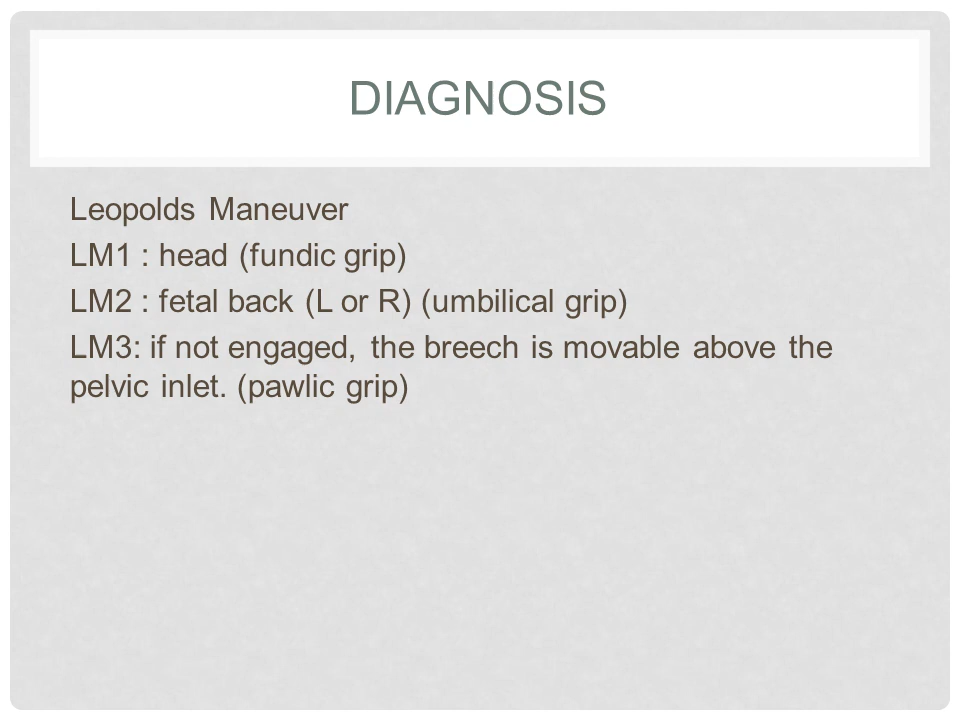 DIAGNOSIS
Leopolds Maneuver
LM1 : head (fundic grip)
LM2 : fetal back (L or R) (umbilical grip)
LM3: if not engaged, the breech is movable above the
pelvic inlet. (pawlic grip)